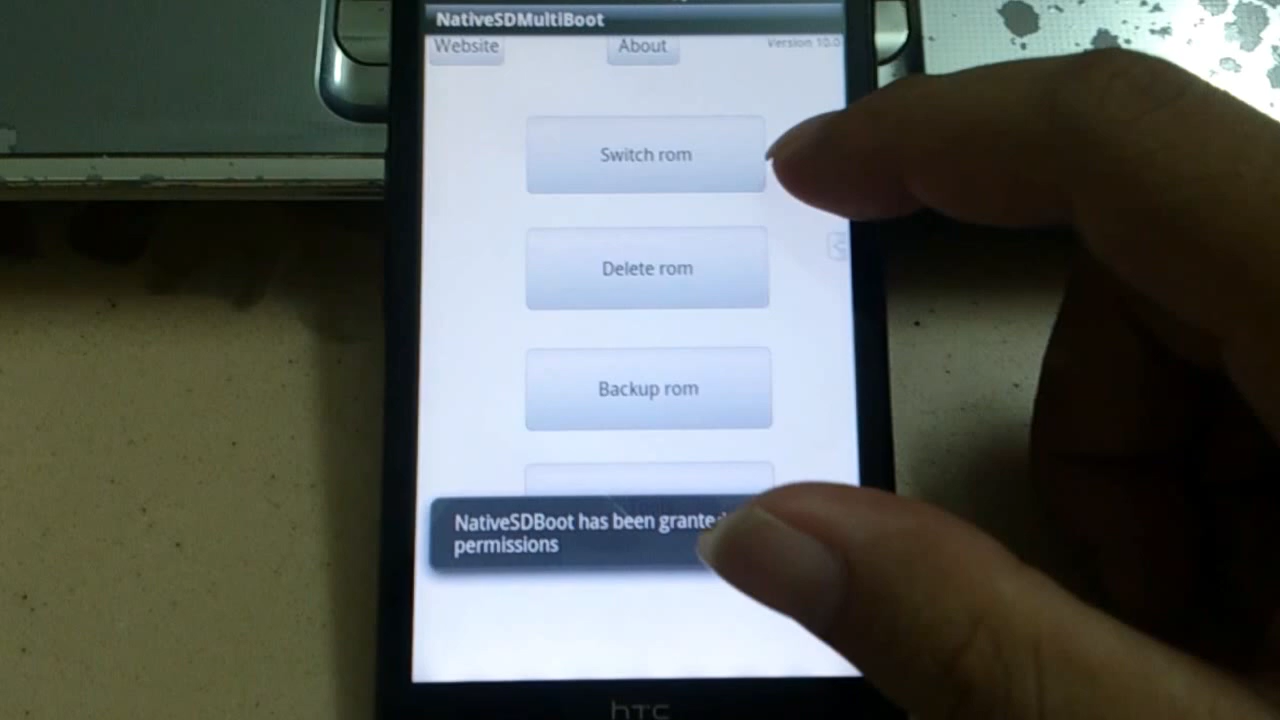 NativeSDMultiBoot
Website About Version 10.0
Switch rom
Delete rom
Backup rom
NativeSDBoot has been grante
permissions
hTC